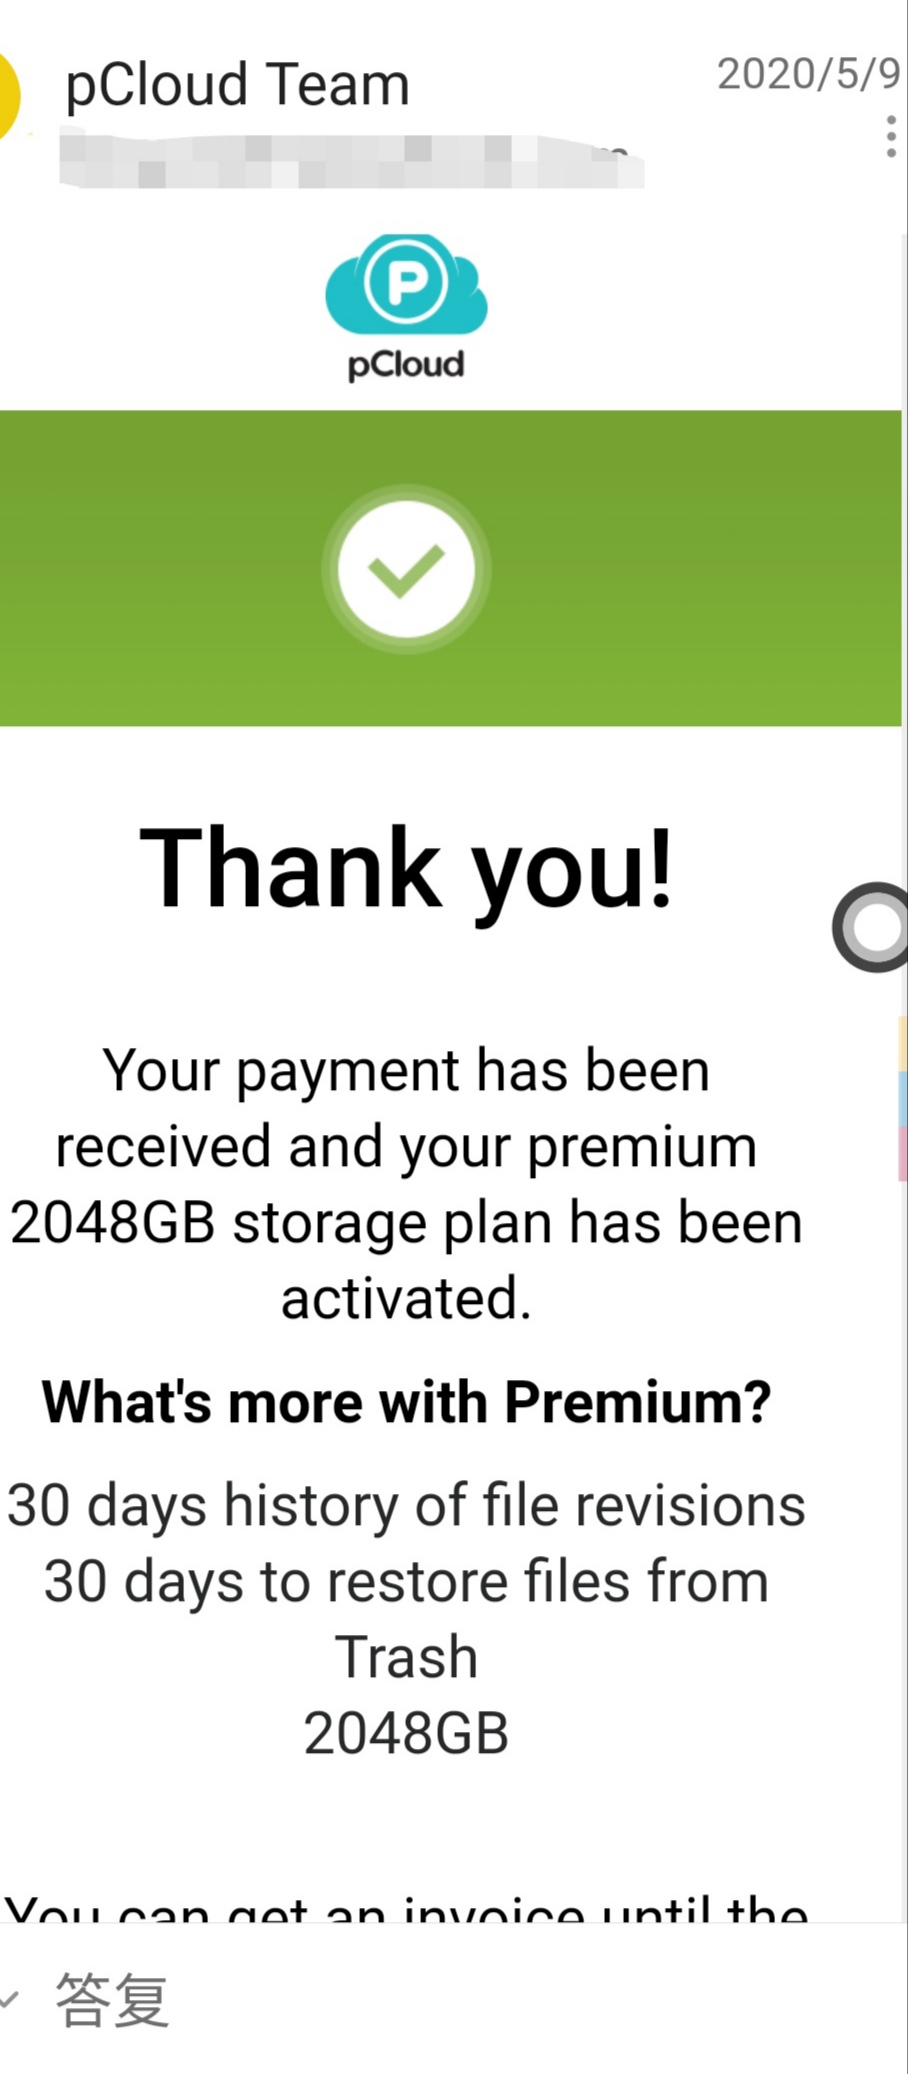 pCloud Team
2020/5/9
pCloud
Thank you!
Your payment has been
received and your premium
2048GB storage plan has been
activated.
What's more with Premium?
30 days history of file revisions
30 days to restore files from
Trash
2048GB
You can get an invoice until the
答复